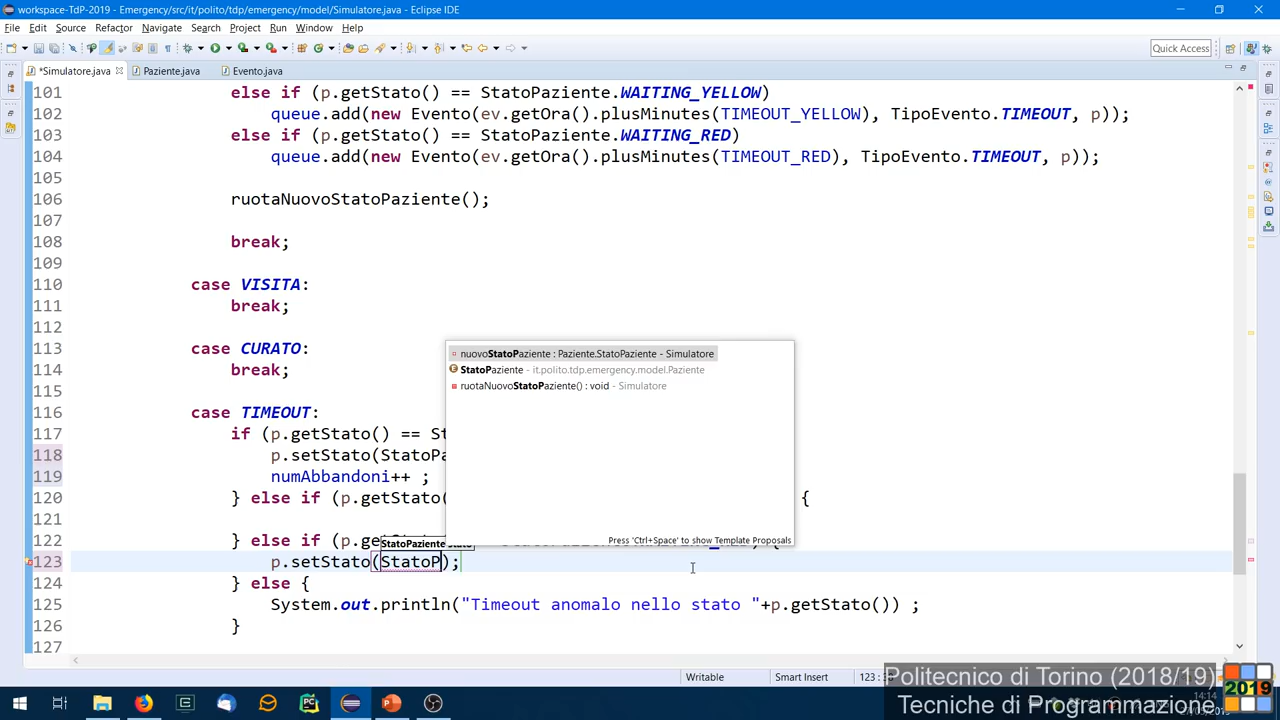 workspace-TdP-2019 - Emergency/src/it/polito/tdp/emergency/model/Simulatore.java - Eclipse IDE
File Edit Source Refactor Navigate Search Project Run Window Help
Quick Access
*Simulatore.java Paziente.java Evento.java
101 else if (p.getStato() == StatoPaziente.WAITING_YELLOW)
102 queue.add(new Evento(ev.getOra().plusMinutes(TIMEOUT_YELLOW), TipoEvento.TIMEOUT, p));
103 else if (p.getStato() == StatoPaziente.WAITING_RED)
104 queue.add(new Evento(ev.getOra().plusMinutes(TIMEOUT_RED), TipoEvento.TIMEOUT, p));
105
106 ruotaNuovoStatoPaziente();
107
108 break;
109
110 case VISITA:
111 break;
112
113 case CURATO:
114 break;
115
116 case TIMEOUT:
117 if (p.getStato() == St
118 p.setStato(StatoPa
119 numAbbandoni++ ;
120 } else if (p.getStato( {
121
122 } else if (p.ge {
123 p.setStato(StatoP);
124 } else {
125 System.out.println("Timeout anomalo nello stato "+p.getStato()) ;
126 }
127
nuovoStatoPaziente : Paziente.StatoPaziente - Simulatore
StatoPaziente - it.polito.tdp.emergency.model.Paziente
ruotaNuovoStatoPaziente() : void - Simulatore
Press 'Ctrl+Space' to show Template Proposals
StatoPaziente stato
Writable Smart Insert
Politecnico di Torino (2018/19)
Tecniche di Programmazione
2019
14:14